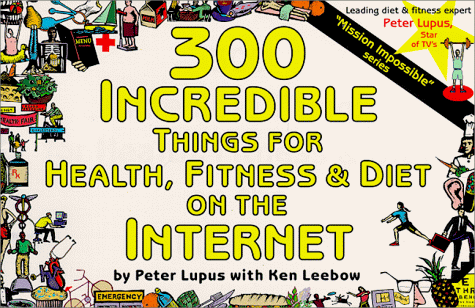 Leading diet & fitness expert
Peter Lupus,
Star
of TV's
"Mission Impossible"
series
MENU
300
INCREDIBLE
THINGS FOR
HEALTH, FITNESS & DIET
ON THE
INTERNET
by Peter Lupus with Ken Leebow
HEALTH FAIR
Rx
EMERGENCY